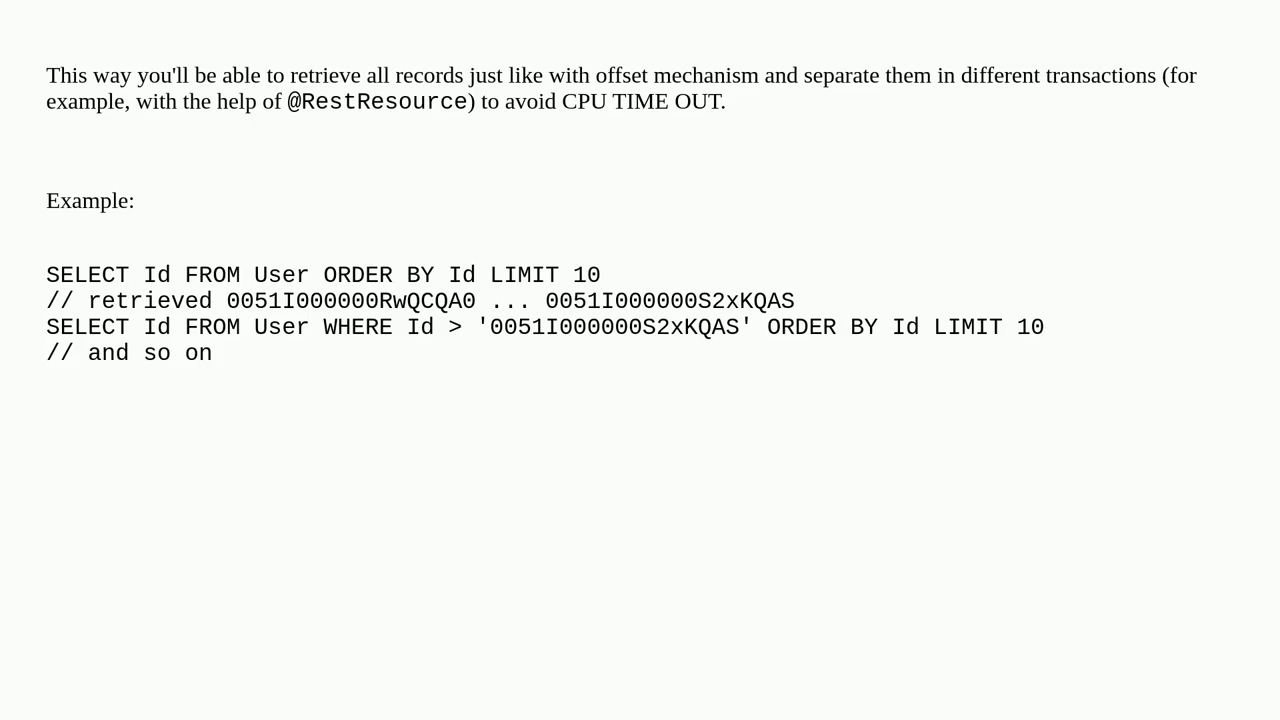 This way you'll be able to retrieve all records just like with offset mechanism and separate them in different transactions (for
example, with the help of @RestResource) to avoid CPU TIME OUT.
Example:
SELECT Id FROM User ORDER BY Id LIMIT 10
// retrieved 0051I000000RwQCQA0 ... 0051I000000S2xKQAS
SELECT Id FROM User WHERE Id > '0051I000000S2xKQAS' ORDER BY Id LIMIT 10
// and so on